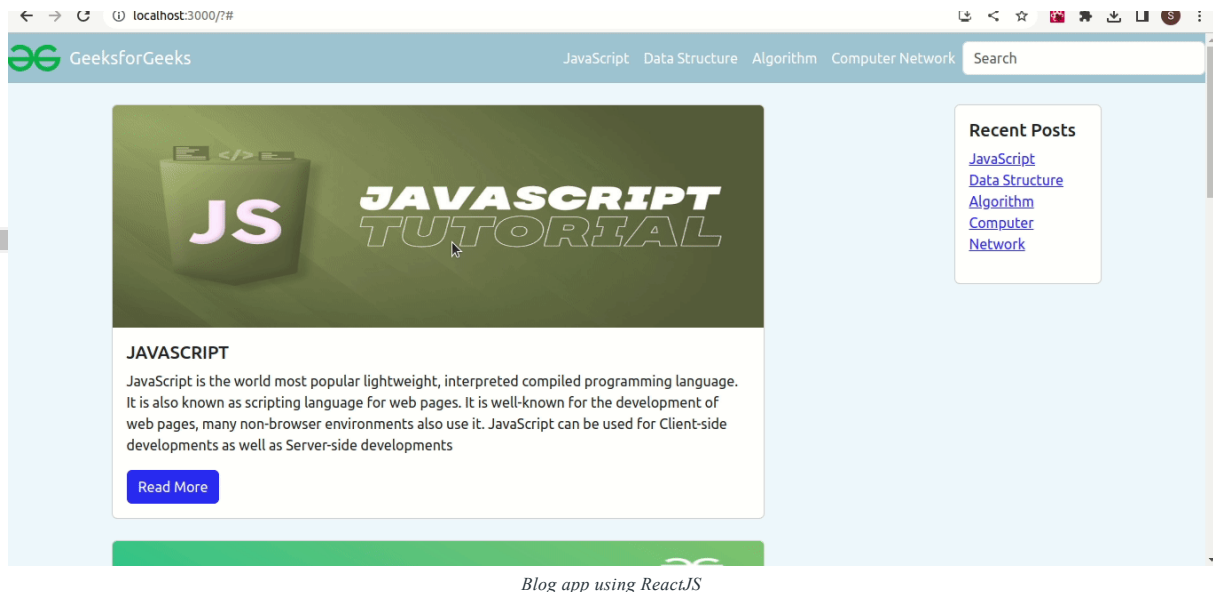 localhost:3000/?#
S
GeeksforGeeks
JavaScript Data Structure Algorithm Computer Network Search
JS
</>
JAVASCRIPT
TUTORIAL
JAVASCRIPT
JavaScript is the world most popular lightweight, interpreted compiled programming language.
It is also known as scripting language for web pages. It is well-known for the development of
web pages, many non-browser environments also use it. JavaScript can be used for Client-side
developments as well as Server-side developments
Read More
Recent Posts
JavaScript
Data Structure
Algorithm
Computer
Network
Blog app using ReactJS